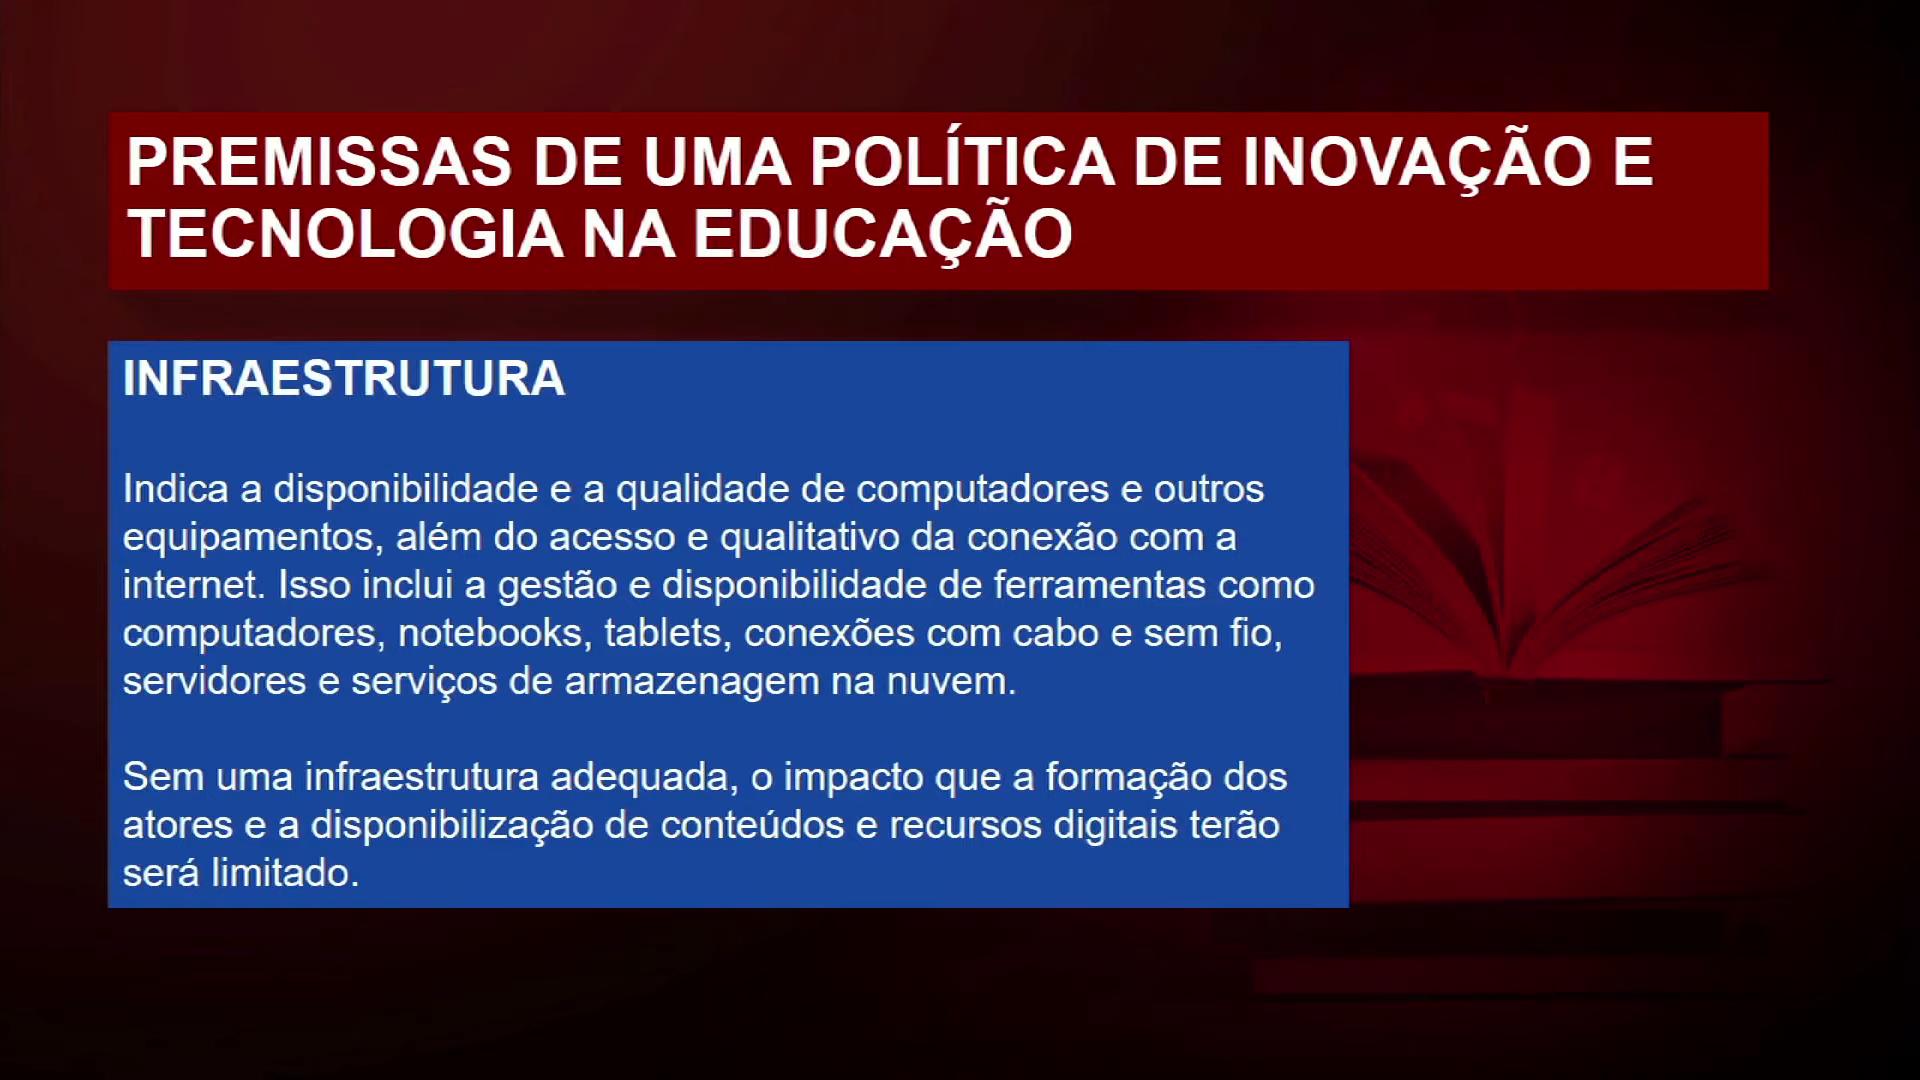 PREMISSAS DE UMA POLÍTICA DE INOVAÇÃO E
TECNOLOGIA NA EDUCAÇÃO
INFRAESTRUTURA
Indica a disponibilidade e a qualidade de computadores e outros
equipamentos, além do acesso e qualitativo da conexão com a
internet. Isso inclui a gestão e disponibilidade de ferramentas como
computadores, notebooks, tablets, conexões com cabo e sem fio,
servidores e serviços de armazenagem na nuvem.
Sem uma infraestrutura adequada, o impacto que a formação dos
atores e a disponibilização de conteúdos e recursos digitais terão
será limitado.